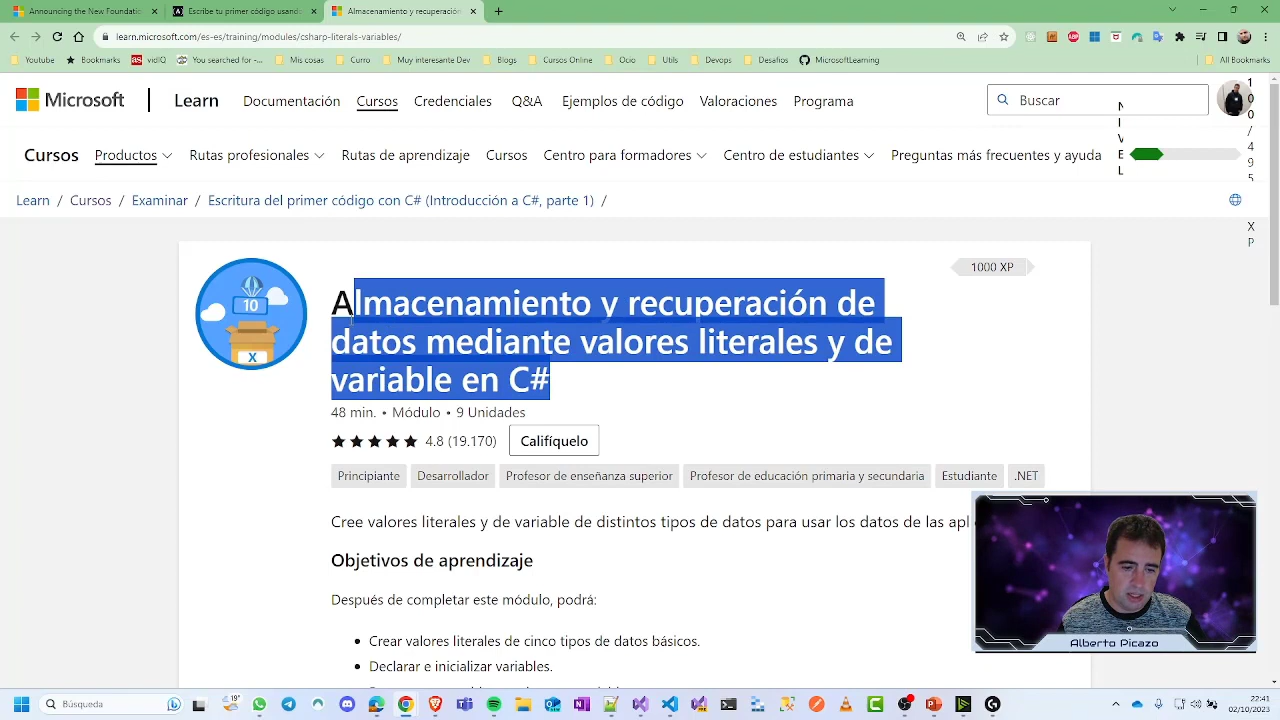 Announcing the New Foundatio
Escribe tu primer código usando
Almacenamiento y recuperación
learn.microsoft.com/es-es/training/modules/csharp-literals-variables/
Youtube
Bookmarks
vidIQ
You searched for -...
Mis cosas
Curro
Muy interesante Dev
Blogs
Cursos Online
Ocio
Utils
Devops
Desafios
MicrosoftLearning
All Bookmarks
Microsoft
Learn
Documentación
Cursos
Credenciales
Q&A
Ejemplos de código
Valoraciones
Programa
Buscar
Cursos
Productos
Rutas profesionales
Rutas de aprendizaje
Cursos
Centro para formadores
Centro de estudiantes
Preguntas más frecuentes y ayuda
NIVEL
100/495
XP
Learn / Cursos / Examinar / Escritura del primer código con C# (Introducción a C#, parte 1) /
10
X
1000 XP
Almacenamiento y recuperación de
datos mediante valores literales y de
variable en C#
48 min. • Módulo • 9 Unidades
4.8 (19.170)
Califíquelo
Principiante
Desarrollador
Profesor de enseñanza superior
Profesor de educación primaria y secundaria
Estudiante
.NET
Cree valores literales y de variable de distintos tipos de datos para usar los datos de las apl
Objetivos de aprendizaje
Después de completar este módulo, podrá:
• Crear valores literales de cinco tipos de datos básicos.
• Declarar e inicializar variables.
Alberto Picazo
Búsqueda
19°
21:41
02/10/2023